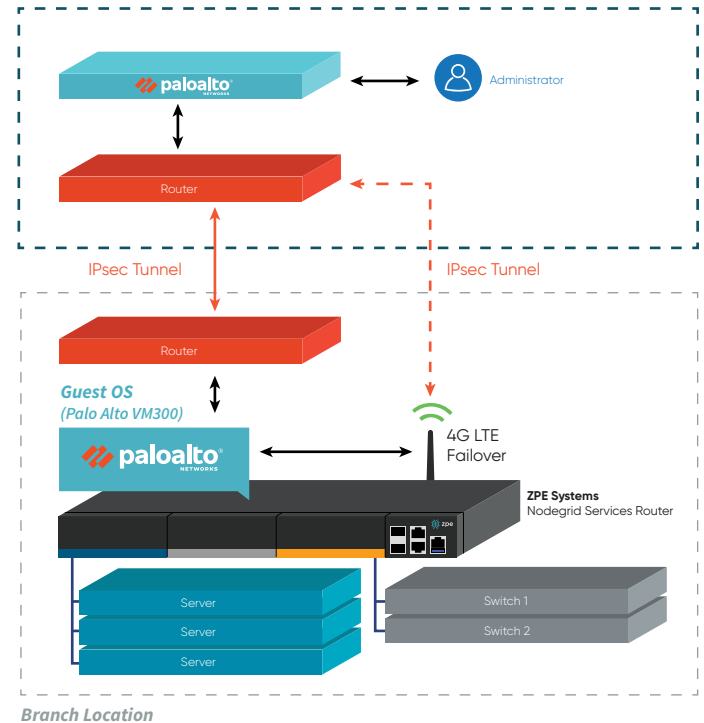 paloalto
NETWORKS
Administrator
Router
IPsec Tunnel
IPsec Tunnel
Router
Guest OS
(Palo Alto VM300)
paloalto
NETWORKS
4G LTE
Failover
ZPE Systems
Nodegrid Services Router
zpe
Server
Switch 1
Server
Switch 2
Server
Branch Location